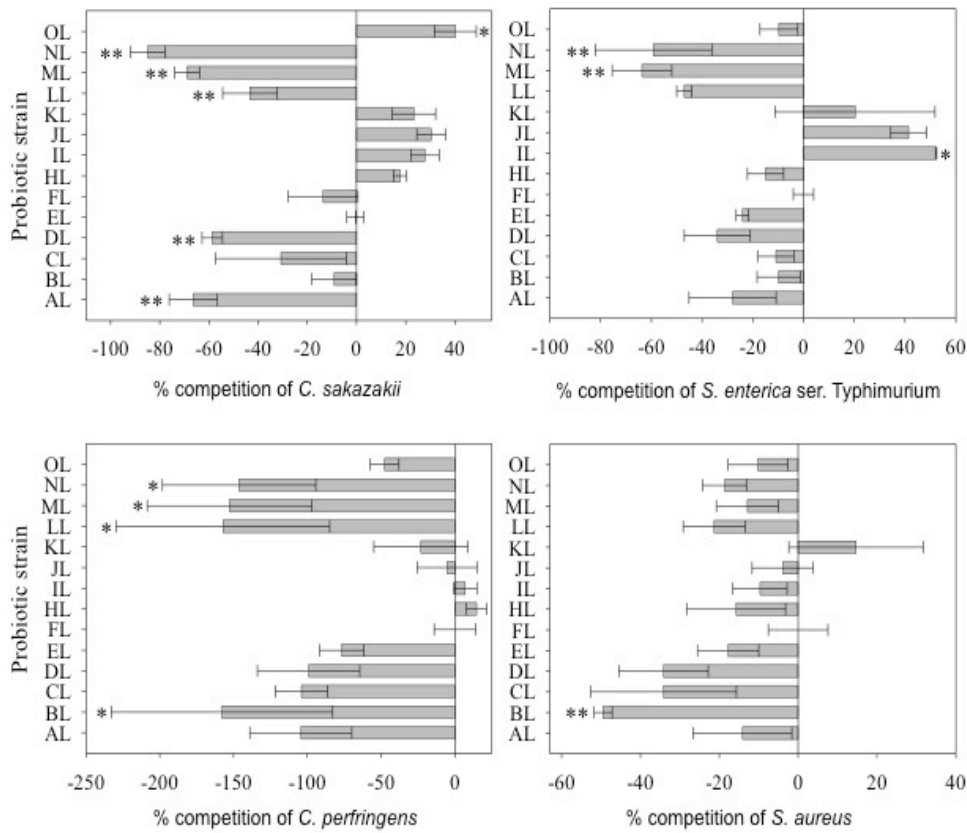 Probiotic strain
OL
NL
ML
LL
KL
JL
IL
HL
FL
EL
DL
CL
BL
AL
*
**
**
**
**
**
-100 -80 -60 -40 -20 0 20 40
% competition of C. sakazakii
OL
NL
ML
LL
KL
JL
IL
HL
FL
EL
DL
CL
BL
AL
**
**
*
-100 -80 -60 -40 -20 0 20 40 60
% competition of S. enterica ser. Typhimurium
Probiotic strain
OL
NL
ML
LL
KL
JL
IL
HL
FL
EL
DL
CL
BL
AL
*
*
*
*
-250 -200 -150 -100 -50 0
% competition of C. perfringens
OL
NL
ML
LL
KL
JL
IL
HL
FL
EL
DL
CL
BL
AL
**
-60 -40 -20 0 20 40
% competition of S. aureus